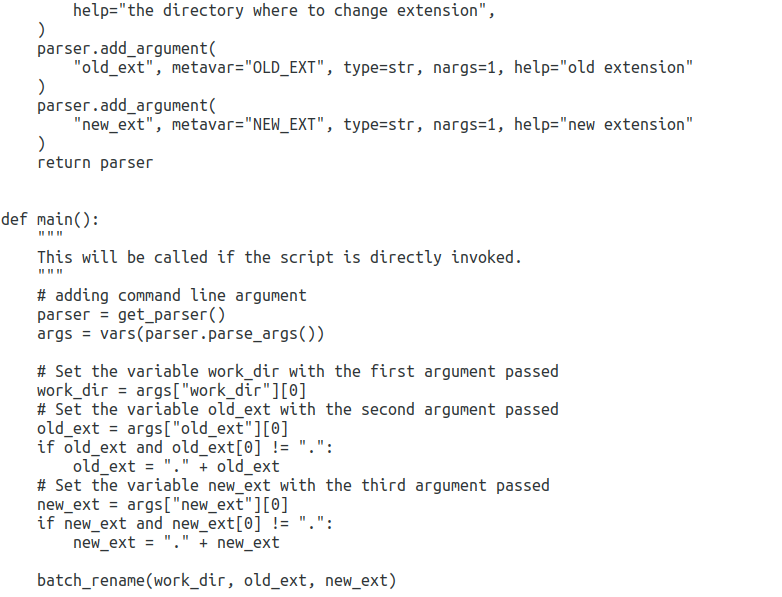 help="the directory where to change extension",
    )
    parser.add_argument(
        "old_ext", metavar="OLD_EXT", type=str, nargs=1, help="old extension"
    )
    parser.add_argument(
        "new_ext", metavar="NEW_EXT", type=str, nargs=1, help="new extension"
    )
    return parser


def main():
    """
    This will be called if the script is directly invoked.
    """
    # adding command line argument
    parser = get_parser()
    args = vars(parser.parse_args())

    # Set the variable work_dir with the first argument passed
    work_dir = args["work_dir"][0]
    # Set the variable old_ext with the second argument passed
    old_ext = args["old_ext"][0]
    if old_ext and old_ext[0] != ".":
        old_ext = "." + old_ext
    # Set the variable new_ext with the third argument passed
    new_ext = args["new_ext"][0]
    if new_ext and new_ext[0] != ".":
        new_ext = "." + new_ext

    batch_rename(work_dir, old_ext, new_ext)